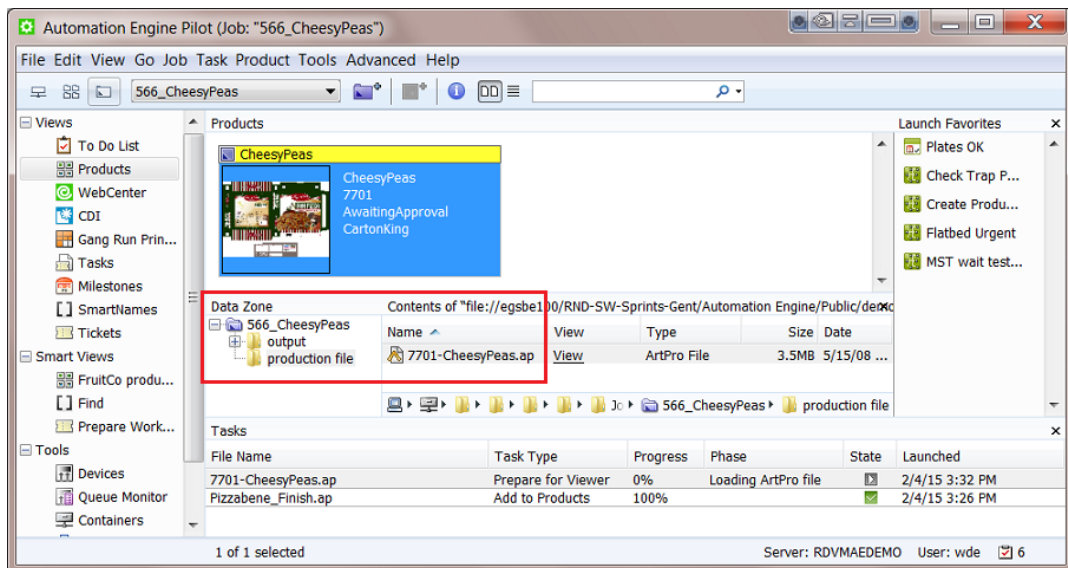 Automation Engine Pilot (Job: "566_CheesyPeas")
File Edit View Go Job Task Product Tools Advanced Help
566_CheesyPeas
Views
To Do List
Products
WebCenter
CDI
Gang Run Prin...
Tasks
Milestones
SmartNames
Tickets
Smart Views
FruitCo produ...
Find
Prepare Work...
Tools
Devices
Queue Monitor
Containers
Products
CheesyPeas
CheesyPeas
7701
AwaitingApproval
CartonKing
Launch Favorites
Plates OK
Check Trap P...
Create Produ...
Flatbed Urgent
MST wait test...
Data Zone
566_CheesyPeas
output
production file
Contents of "file://egsbe100/RND-SW-Sprints-Gent/Automation Engine/Public/demo
Name View Type Size Date
7701-CheesyPeas.ap View ArtPro File 3.5MB 5/15/08 ...
Jo 566_CheesyPeas production file
Tasks
File Name Task Type Progress Phase State Launched
7701-CheesyPeas.ap Prepare for Viewer 0% Loading ArtPro file 2/4/15 3:32 PM
Pizzabene_Finish.ap Add to Products 100% 2/4/15 3:26 PM
1 of 1 selected Server: RDVMAEDEMO User: wde 6